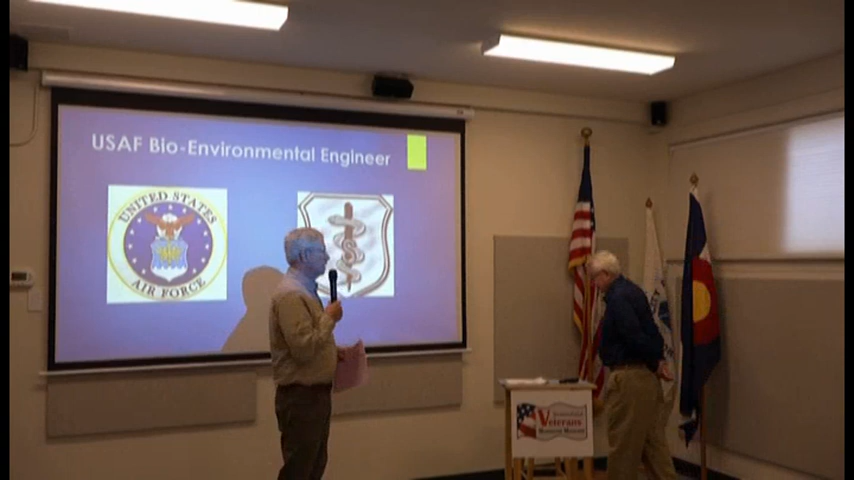 USAF Bio-Environmental Engineer
UNITED STATES
AIR FORCE
S
Veterans